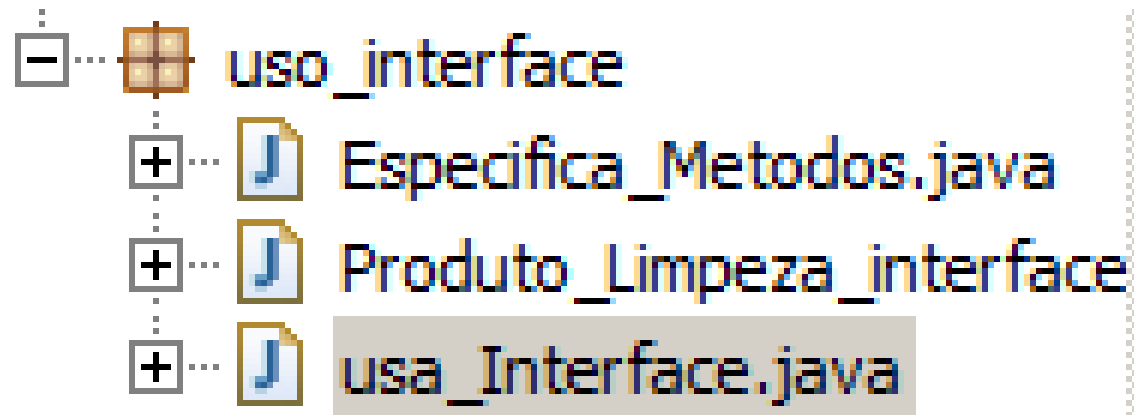 uso_interface
Especifica_Metodos.java
Produto_Limpeza_interface
usa_Interface.java